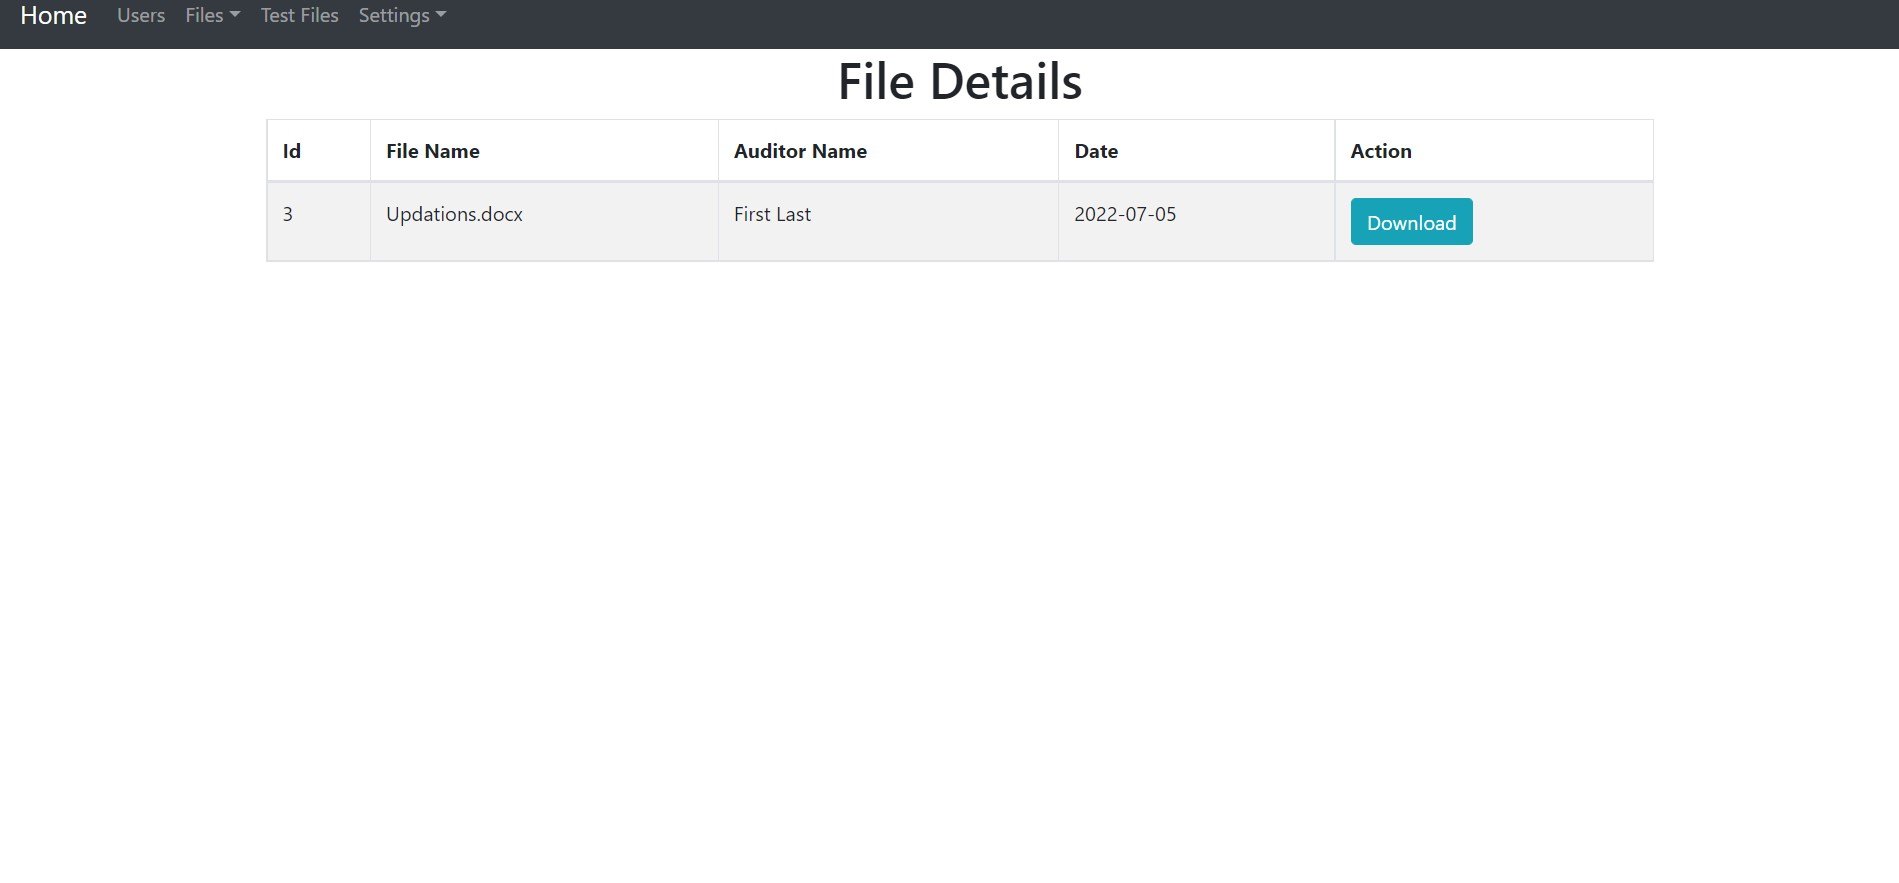 Home Users Files Test Files Settings
File Details
Id File Name Auditor Name Date Action
3 Updations.docx First Last 2022-07-05 Download